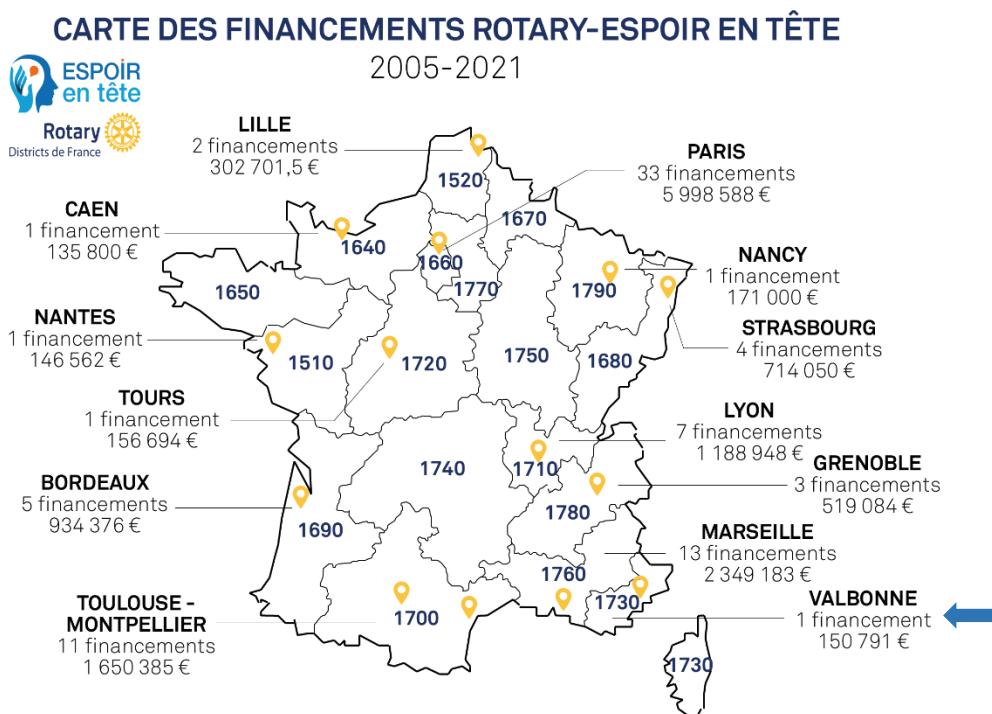 CARTE DES FINANCEMENTS ROTARY-ESPOIR EN TÊTE
2005-2021
ESPOIR
en tête
Rotary
Districts de France
LILLE
2 financements
302 701,5 €
PARIS
33 financements
5 998 588 €
CAEN
1 financement
135 800 €
NANCY
1 financement
171 000 €
NANTES
1 financement
146 562 €
STRASBOURG
4 financements
714 050 €
TOURS
1 financement
156 694 €
LYON
7 financements
1 188 948 €
BORDEAUX
5 financements
934 376 €
GRENOBLE
3 financements
519 084 €
MARSEILLE
13 financements
2 349 183 €
TOULOUSE -
MONTPELLIER
11 financements
1 650 385 €
VALBONNE
1 financement
150 791 €
1520
1670
1640
1660
1650
1770
1790
1510
1720
1750
1680
1740
1710
1690
1780
1760
1730
1700
1730